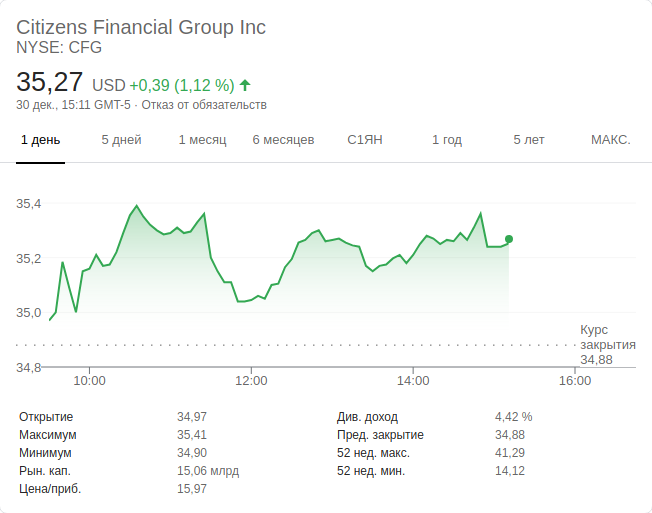 Citizens Financial Group Inc
NYSE: CFG
35,27 USD +0,39 (1,12 %)
30 дек., 15:11 GMT-5 · Отказ от обязательств
1 день 5 дней 1 месяц 6 месяцев С1ЯН 1 год 5 лет МАКС.
35,4
35,2
35,0
34,8
Курс
закрытия
34,88
10:00 12:00 14:00 16:00
Открытие 34,97 Див. доход 4,42 %
Максимум 35,41 Пред. закрытие 34,88
Минимум 34,90 52 нед. макс. 41,29
Рын. кап. 15,06 млрд 52 нед. мин. 14,12
Цена/приб. 15,97